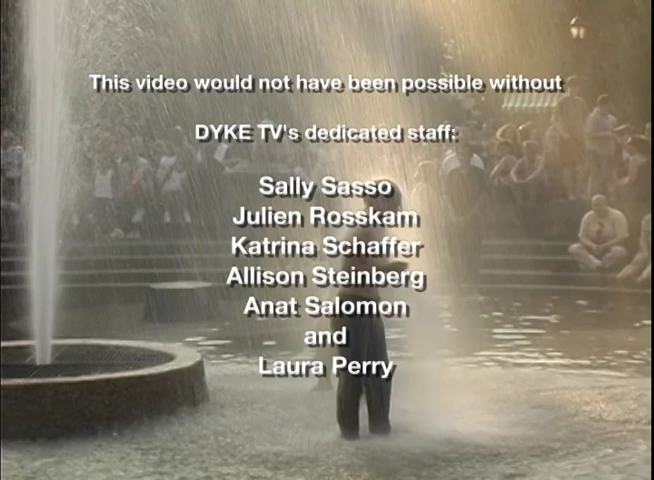 This video would not have been possible without
DYKE TV's dedicated staff:
Sally Sasso
Julien Rosskam
Katrina Schaffer
Allison Steinberg
Anat Salomon
and
Laura Perry